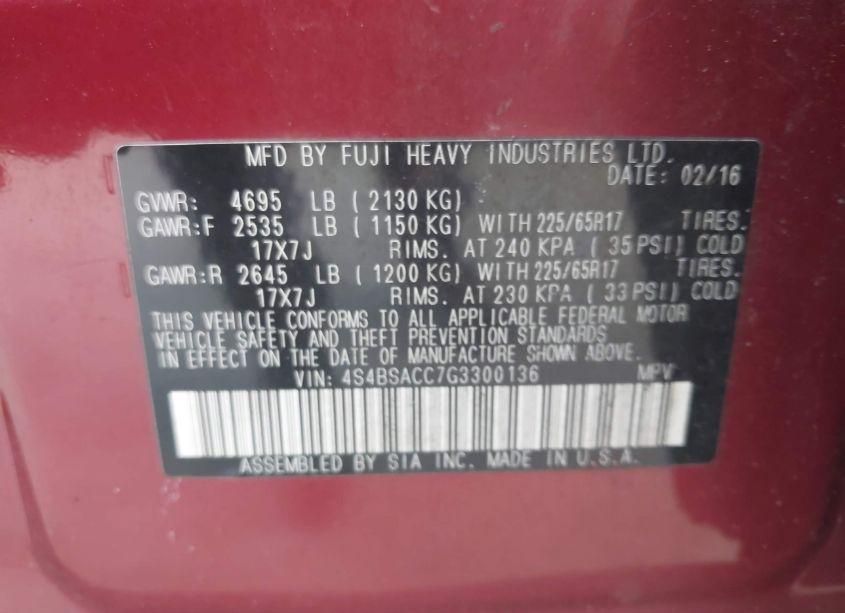 MFD BY FUJI HEAVY INDUSTRIES LTD.
DATE: 02/16
GVWR: 4695 LB ( 2130 KG)
GAWR:F 2535 LB ( 1150 KG) WITH 225/65R17 TIRES.
17X7J RIMS. AT 240 KPA ( 35 PSI) COLD
GAWR:R 2645 LB ( 1200 KG) WITH 225/65R17 TIRES.
17X7J RIMS. AT 230 KPA ( 33 PSI) COLD
THIS VEHICLE CONFORMS TO ALL APPLICABLE FEDERAL MOTOR
VEHICLE SAFETY AND THEFT PREVENTION STANDARDS
IN EFFECT ON THE DATE OF MANUFACTURE SHOWN ABOVE.
VIN: 4S4BSACC7G3300136 MPV
ASSEMBLED BY SIA INC. MADE IN U.S.A.